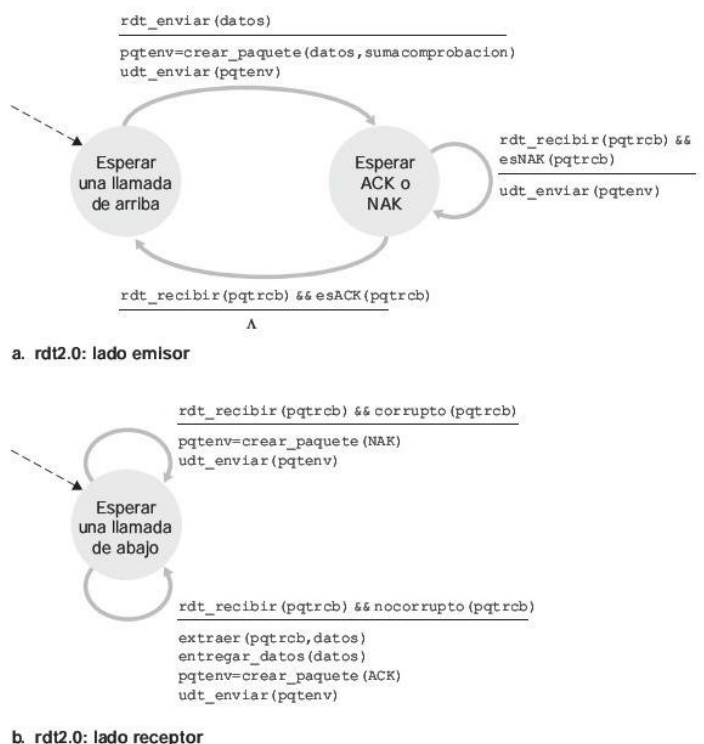 rdt_enviar(datos)
pqtenv=crear_paquete(datos,sumacomprobacion)
udt_enviar(pqtenv)
Esperar
una llamada
de arriba
Esperar
ACK o
NAK
rdt_recibir(pqtrcb) &&
esNAK(pqtrcb)
udt_enviar(pqtenv)
rdt_recibir(pqtrcb) && esACK(pqtrcb)
Λ
a. rdt2.0: lado emisor
rdt_recibir(pqtrcb) && corrupto(pqtrcb)
pqtenv=crear_paquete(NAK)
udt_enviar(pqtenv)
Esperar
una llamada
de abajo
rdt_recibir(pqtrcb) && nocorrupto(pqtrcb)
extraer(pqtrcb,datos)
entregar_datos(datos)
pqtenv=crear_paquete(ACK)
udt_enviar(pqtenv)
b. rdt2.0: lado receptor